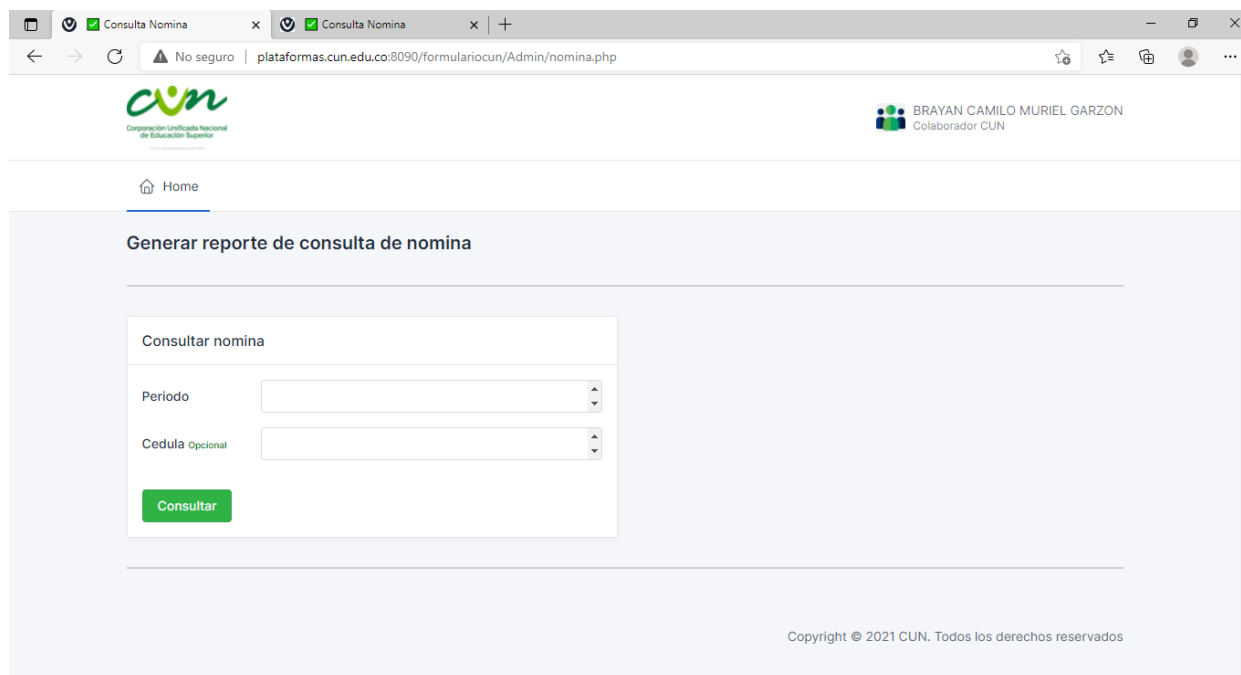 Consulta Nomina
Consulta Nomina
No seguro
plataformas.cun.edu.co:8090/formulariocun/Admin/nomina.php
cun
Corporación Unificada Nacional
de Educación Superior
BRAYAN CAMILO MURIEL GARZON
Colaborador CUN
Home
Generar reporte de consulta de nomina
Consultar nomina
Periodo
Cedula Opcional
Consultar
Copyright © 2021 CUN. Todos los derechos reservados